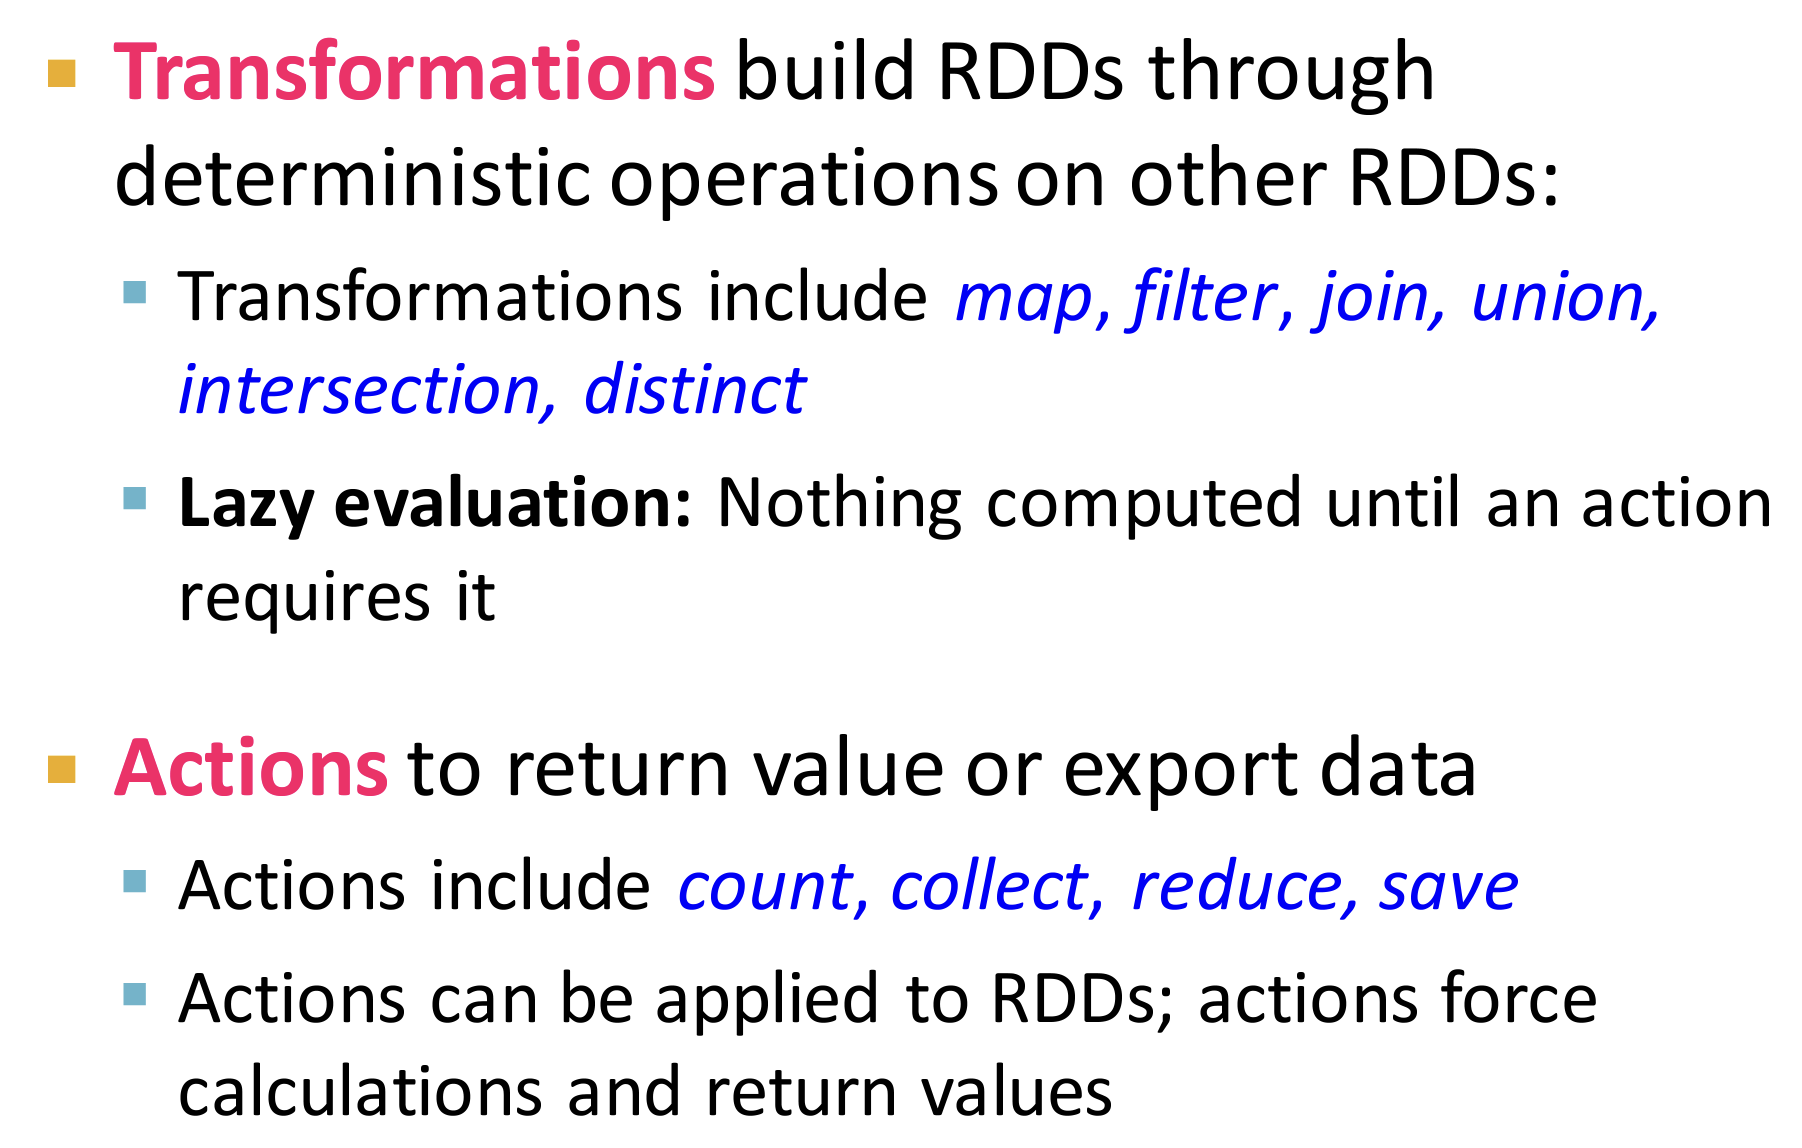 Transformations build RDDs through
deterministic operations on other RDDs:
Transformations include map, filter, join, union,
intersection, distinct
Lazy evaluation: Nothing computed until an action
requires it
Actions to return value or export data
Actions include count, collect, reduce, save
Actions can be applied to RDDs; actions force
calculations and return values